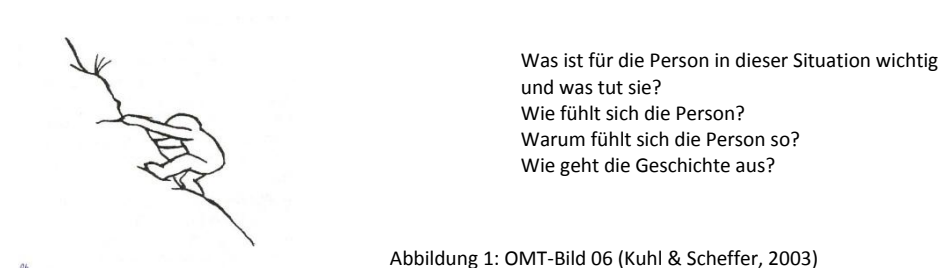 Was ist für die Person in dieser Situation wichtig
und was tut sie?
Wie fühlt sich die Person?
Warum fühlt sich die Person so?
Wie geht die Geschichte aus?
Abbildung 1: OMT-Bild 06 (Kuhl & Scheffer, 2003)